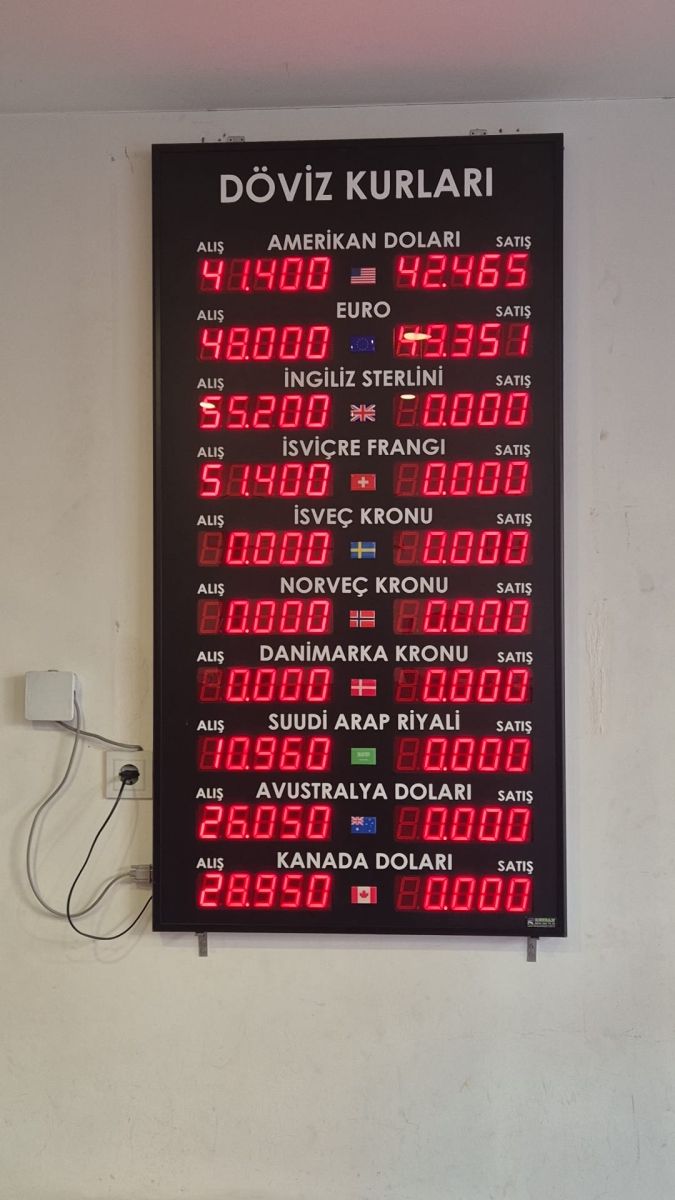 DÖVİZ KURLARI
ALIŞ AMERİKAN DOLARI SATIŞ
41.400 42.465
ALIŞ EURO SATIŞ
48.000 49.351
ALIŞ İNGİLİZ STERLİNİ SATIŞ
55.200 0.000
ALIŞ İSVİÇRE FRANGI SATIŞ
51.400 0.000
ALIŞ İSVEÇ KRONU SATIŞ
0.000 0.000
ALIŞ NORVEÇ KRONU SATIŞ
0.000 0.000
ALIŞ DANİMARKA KRONU SATIŞ
0.000 0.000
ALIŞ SUUDİ ARAP RİYALİ SATIŞ
10.560 0.000
ALIŞ AVUSTRALYA DOLARI SATIŞ
26.050 0.000
ALIŞ KANADA DOLARI SATIŞ
28.950 0.000